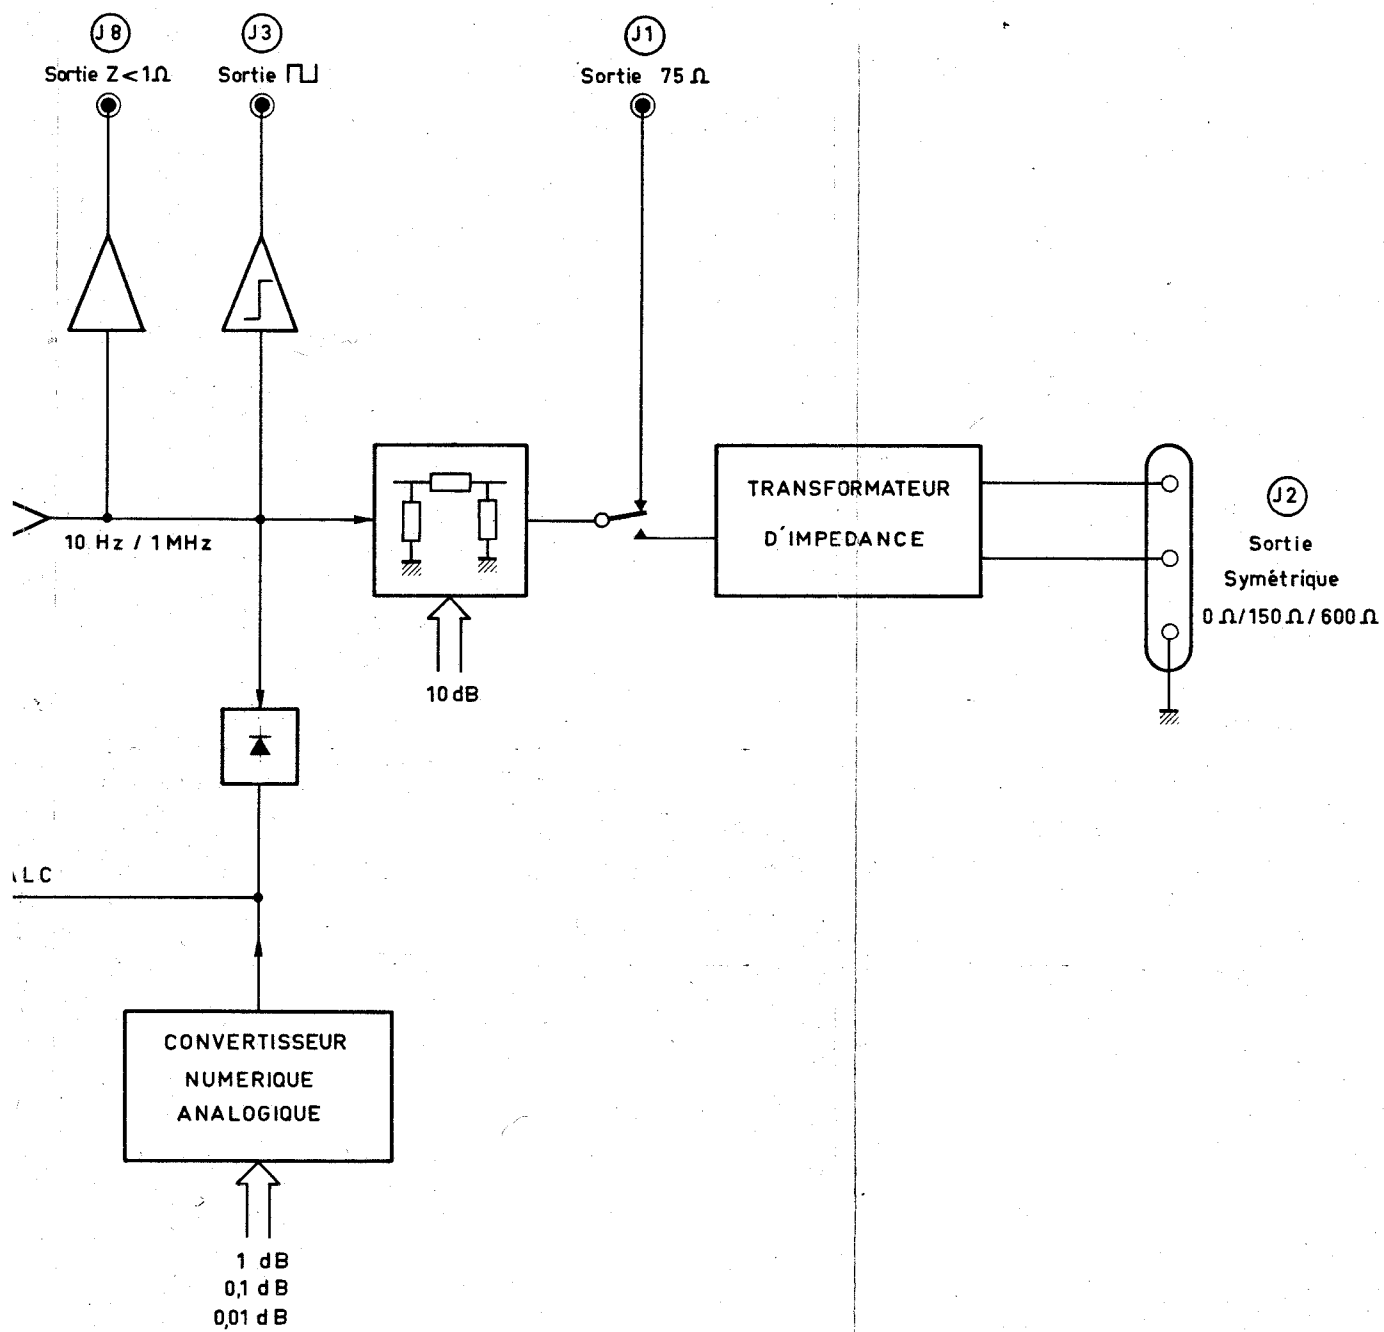 J8
Sortie Z<1Ω
J3
Sortie
J1
Sortie 75 Ω
10 Hz / 1 MHz
10 dB
TRANSFORMATEUR
D'IMPEDANCE
J2
Sortie
Symétrique
0 Ω/150 Ω/600 Ω
LC
CONVERTISSEUR
NUMERIQUE
ANALOGIQUE
1 dB
0,1 dB
0,01 dB